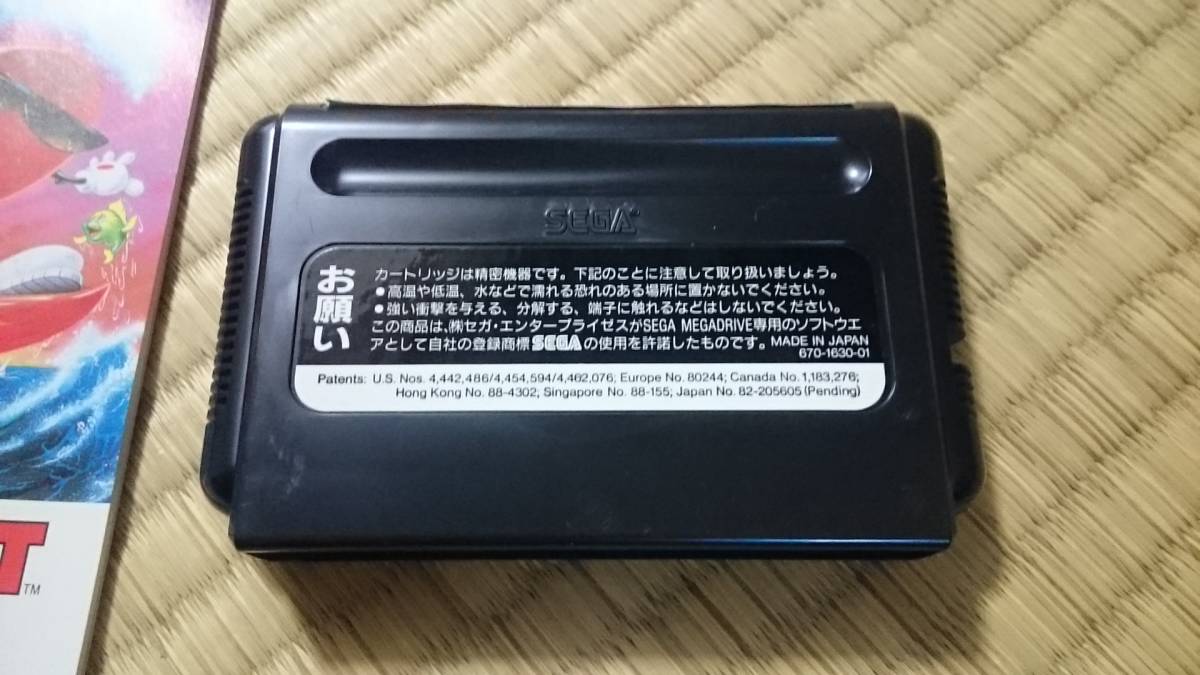 SEGA
お願い
カートリッジは精密機器です。下記のことに注意して取り扱いましょう。
●高温や低温、水などで濡れる恐れのある場所に置かないでください。
●強い衝撃を与える、分解する、端子に触れるなどはしないでください。
この商品は、㈱セガ・エンタープライゼスがSEGA MEGADRIVE専用のソフトウエ
アとして自社の登録商標SEGAの使用を許諾したものです。MADE IN JAPAN
670-1630-01
Patents: U.S. Nos. 4,442,486/4,454,594/4,462,076; Europe No. 80244; Canada No. 1,183,276;
Hong Kong No. 88-4302; Singapore No. 88-155; Japan No. 82-205605 (Pending)
T™